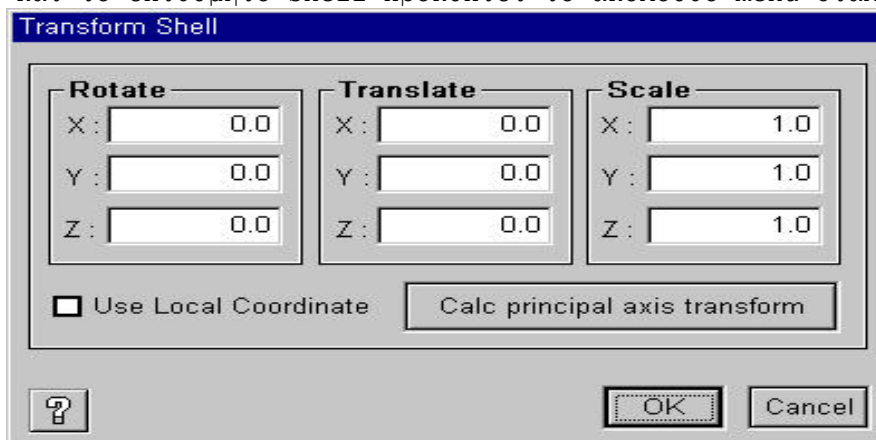 Transform Shell
Rotate Translate Scale
X : 0.0 X : 0.0 X : 1.0
Y : 0.0 Y : 0.0 Y : 1.0
Z : 0.0 Z : 0.0 Z : 1.0
Use Local Coordinate Calc principal axis transform
? OK Cancel